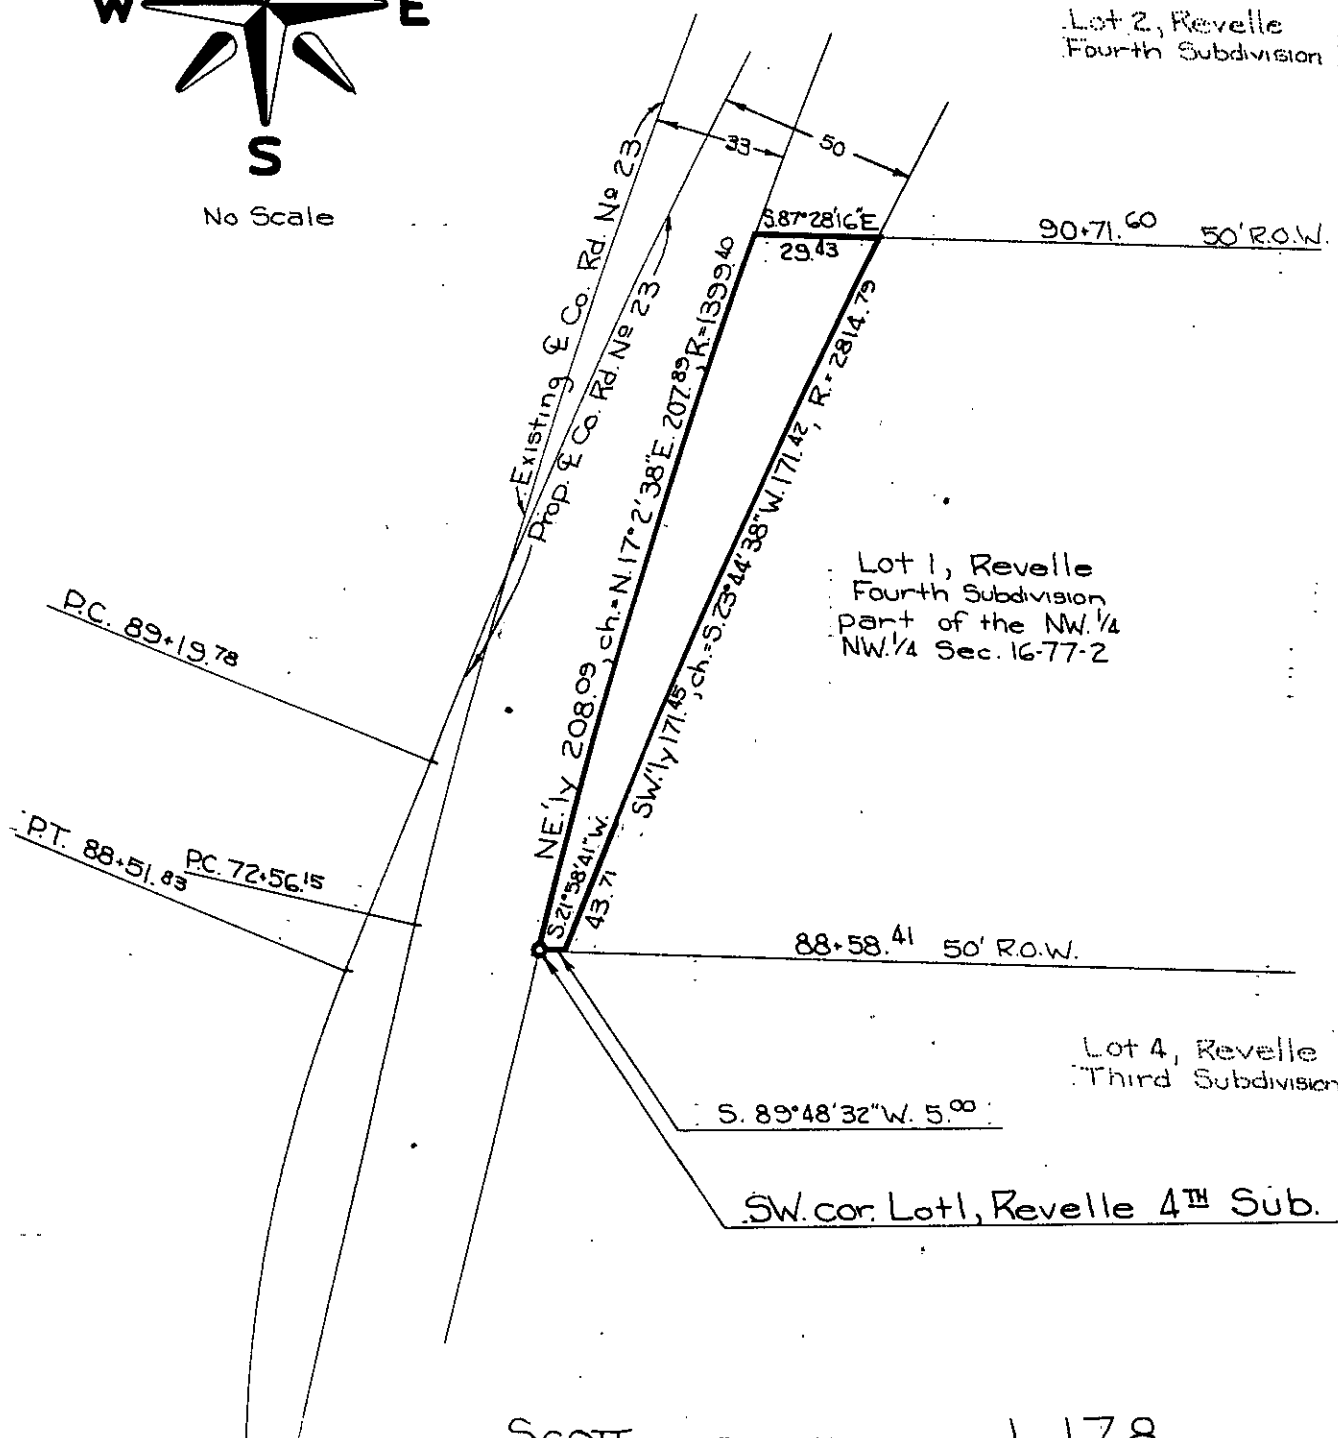 W E
S
No Scale
Lot 2, Revelle
Fourth Subdivision
33
50
Existing ℄ Co. Rd. Nº 23
Prop. ℄ Co. Rd. Nº 23
S.87°28'16"E
29.43
90+71.60 50' R.O.W.
NE.'ly 208.09, ch.=N.17°2'38"E. 207.89, R.=1399.40
SW.'ly 171.45, ch.=S.23°44'38"W. 171.42, R.=2814.79
Lot 1, Revelle
Fourth Subdivision
part of the NW.1/4
NW.1/4 Sec. 16-77-2
P.C. 89+19.78
P.T. 88+51.83
P.C. 72+56.15
S.21°58'41"W.
43.71
88+58.41 50' R.O.W.
Lot 4, Revelle
Third Subdivision
S. 89°48'32"W. 5.00
SW. cor. Lot 1, Revelle 4TH Sub.
SCOTT